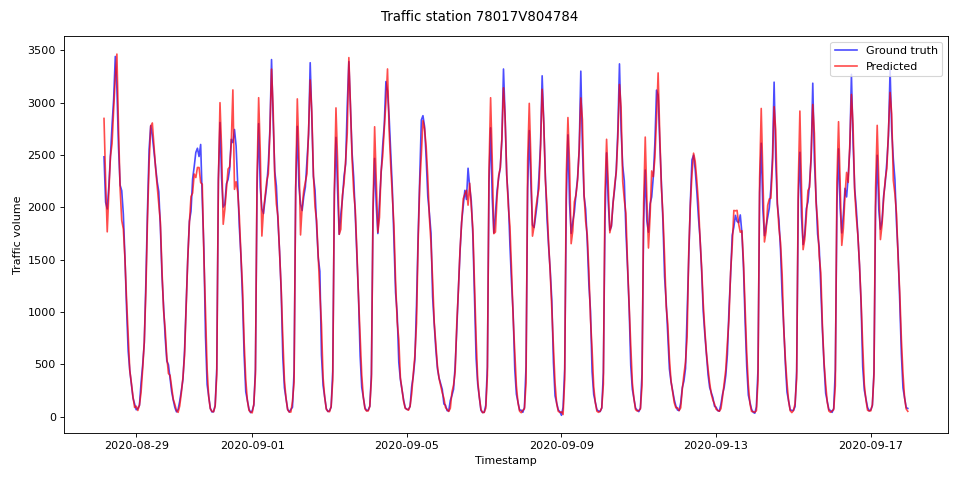 Traffic station 78017V804784
Ground truth
Predicted
Traffic volume
3500
3000
2500
2000
1500
1000
500
0
2020-08-29
2020-09-01
2020-09-05
2020-09-09
2020-09-13
2020-09-17
Timestamp